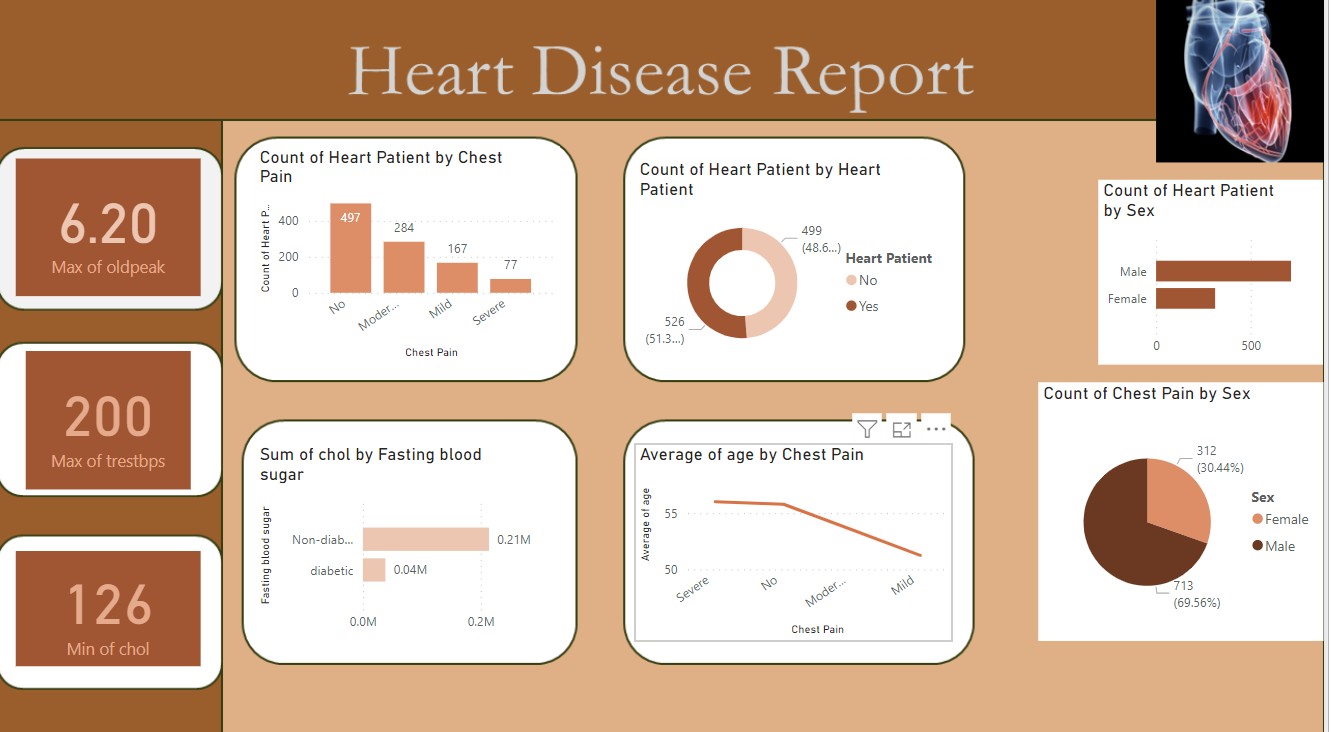 Heart Disease Report
6.20
Max of oldpeak
200
Max of trestbps
126
Min of chol
Count of Heart Patient by Chest
Pain
Count of Heart P...
400
200
0
497
284
167
77
No
Moder...
Mild
Severe
Chest Pain
Count of Heart Patient by Heart
Patient
499
(48.6...)
526
(51.3...)
Heart Patient
No
Yes
Count of Heart Patient
by Sex
Male
Female
0
500
Sum of chol by Fasting blood
sugar
Fasting blood sugar
Non-diab...
0.21M
diabetic
0.04M
0.0M
0.2M
Average of age by Chest Pain
Average of age
55
50
Severe
No
Moder...
Mild
Chest Pain
Count of Chest Pain by Sex
312
(30.44%)
713
(69.56%)
Sex
Female
Male